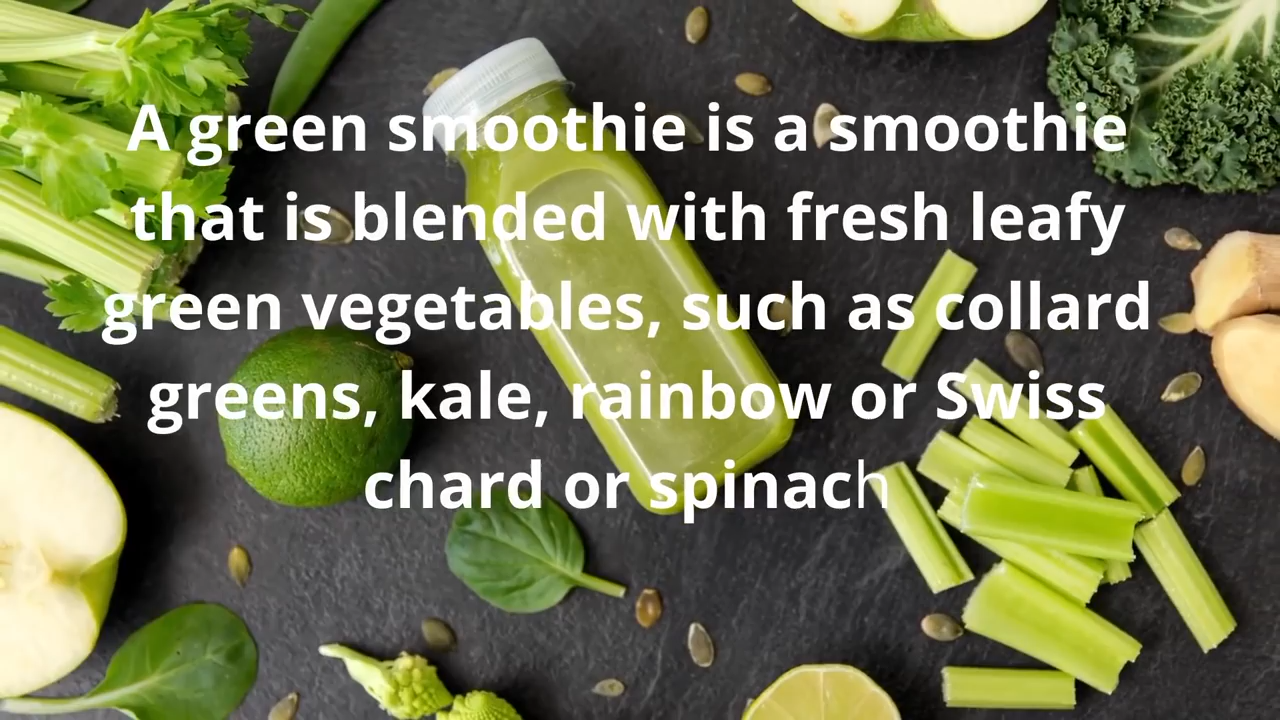 A green smoothie is a smoothie
that is blended with fresh leafy
green vegetables, such as collard
greens, kale, rainbow or Swiss
chard or spinach